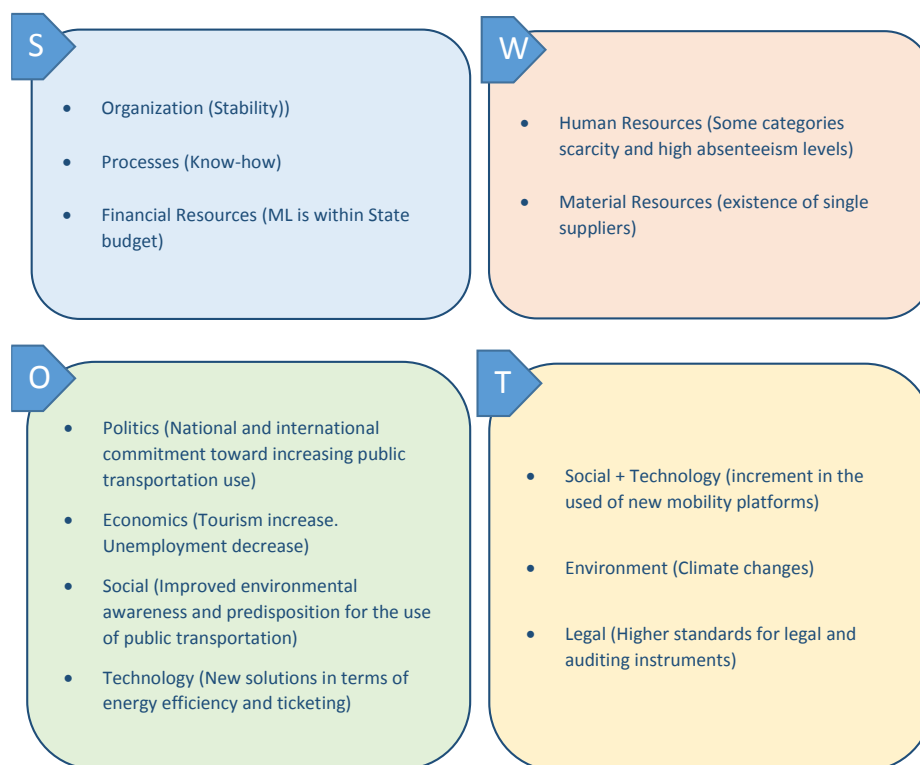 S
• Organization (Stability))
• Processes (Know-how)
• Financial Resources (ML is within State
budget)
W
• Human Resources (Some categories
scarcity and high absenteeism levels)
• Material Resources (existence of single
suppliers)
O
• Politics (National and international
commitment toward increasing public
transportation use)
• Economics (Tourism increase.
Unemployment decrease)
• Social (Improved environmental
awareness and predisposition for the use
of public transportation)
• Technology (New solutions in terms of
energy efficiency and ticketing)
T
• Social + Technology (increment in the
used of new mobility platforms)
• Environment (Climate changes)
• Legal (Higher standards for legal and
auditing instruments)